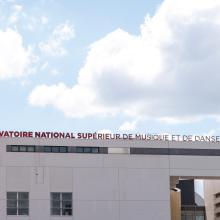 VATOIRE NATIONAL SUPÉRIEUR DE MUSIQUE ET DE DANSE